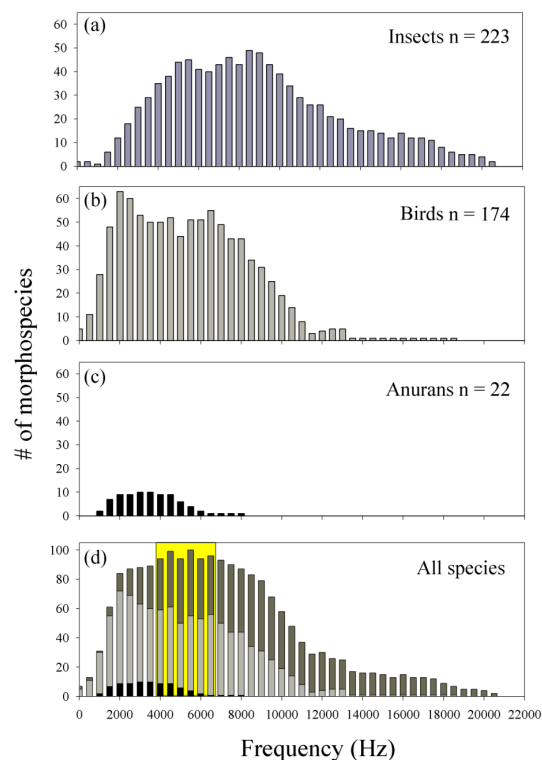 (a)
Insects n = 223
60
50
40
30
20
10
0
(b)
Birds n = 174
60
50
40
30
20
10
0
(c)
Anurans n = 22
60
50
40
30
20
10
0
(d)
All species
100
80
60
40
20
0
0 2000 4000 6000 8000 10000 12000 14000 16000 18000 20000 22000
# of morphospecies
Frequency (Hz)